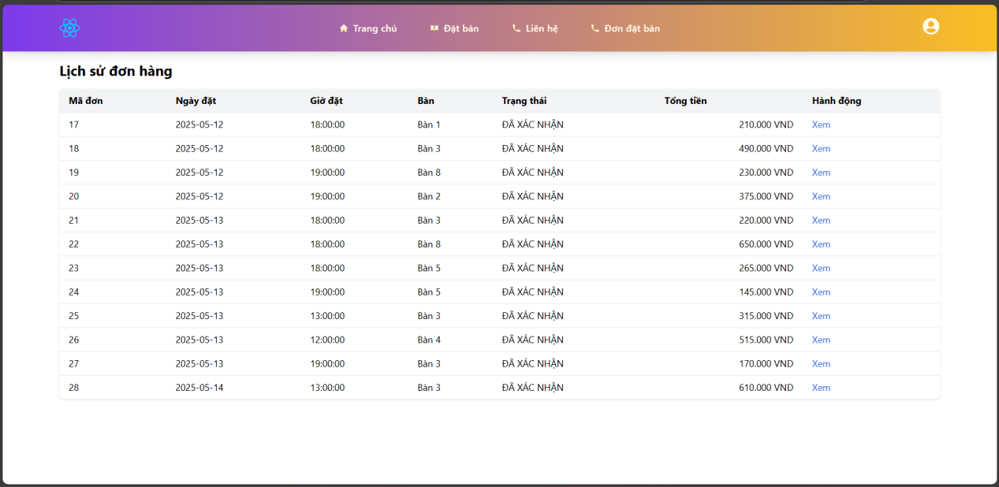 Trang chủ Đặt bàn Liên hệ Đơn đặt bàn
Lịch sử đơn hàng
Mã đơn Ngày đặt Giờ đặt Bàn Trạng thái Tổng tiền Hành động
17 2025-05-12 18:00:00 Bàn 1 ĐÃ XÁC NHẬN 210.000 VND Xem
18 2025-05-12 18:00:00 Bàn 3 ĐÃ XÁC NHẬN 490.000 VND Xem
19 2025-05-12 19:00:00 Bàn 8 ĐÃ XÁC NHẬN 230.000 VND Xem
20 2025-05-12 19:00:00 Bàn 2 ĐÃ XÁC NHẬN 375.000 VND Xem
21 2025-05-13 18:00:00 Bàn 3 ĐÃ XÁC NHẬN 220.000 VND Xem
22 2025-05-13 18:00:00 Bàn 8 ĐÃ XÁC NHẬN 650.000 VND Xem
23 2025-05-13 18:00:00 Bàn 5 ĐÃ XÁC NHẬN 265.000 VND Xem
24 2025-05-13 19:00:00 Bàn 5 ĐÃ XÁC NHẬN 145.000 VND Xem
25 2025-05-13 13:00:00 Bàn 3 ĐÃ XÁC NHẬN 315.000 VND Xem
26 2025-05-13 12:00:00 Bàn 4 ĐÃ XÁC NHẬN 515.000 VND Xem
27 2025-05-13 19:00:00 Bàn 3 ĐÃ XÁC NHẬN 170.000 VND Xem
28 2025-05-14 13:00:00 Bàn 3 ĐÃ XÁC NHẬN 610.000 VND Xem